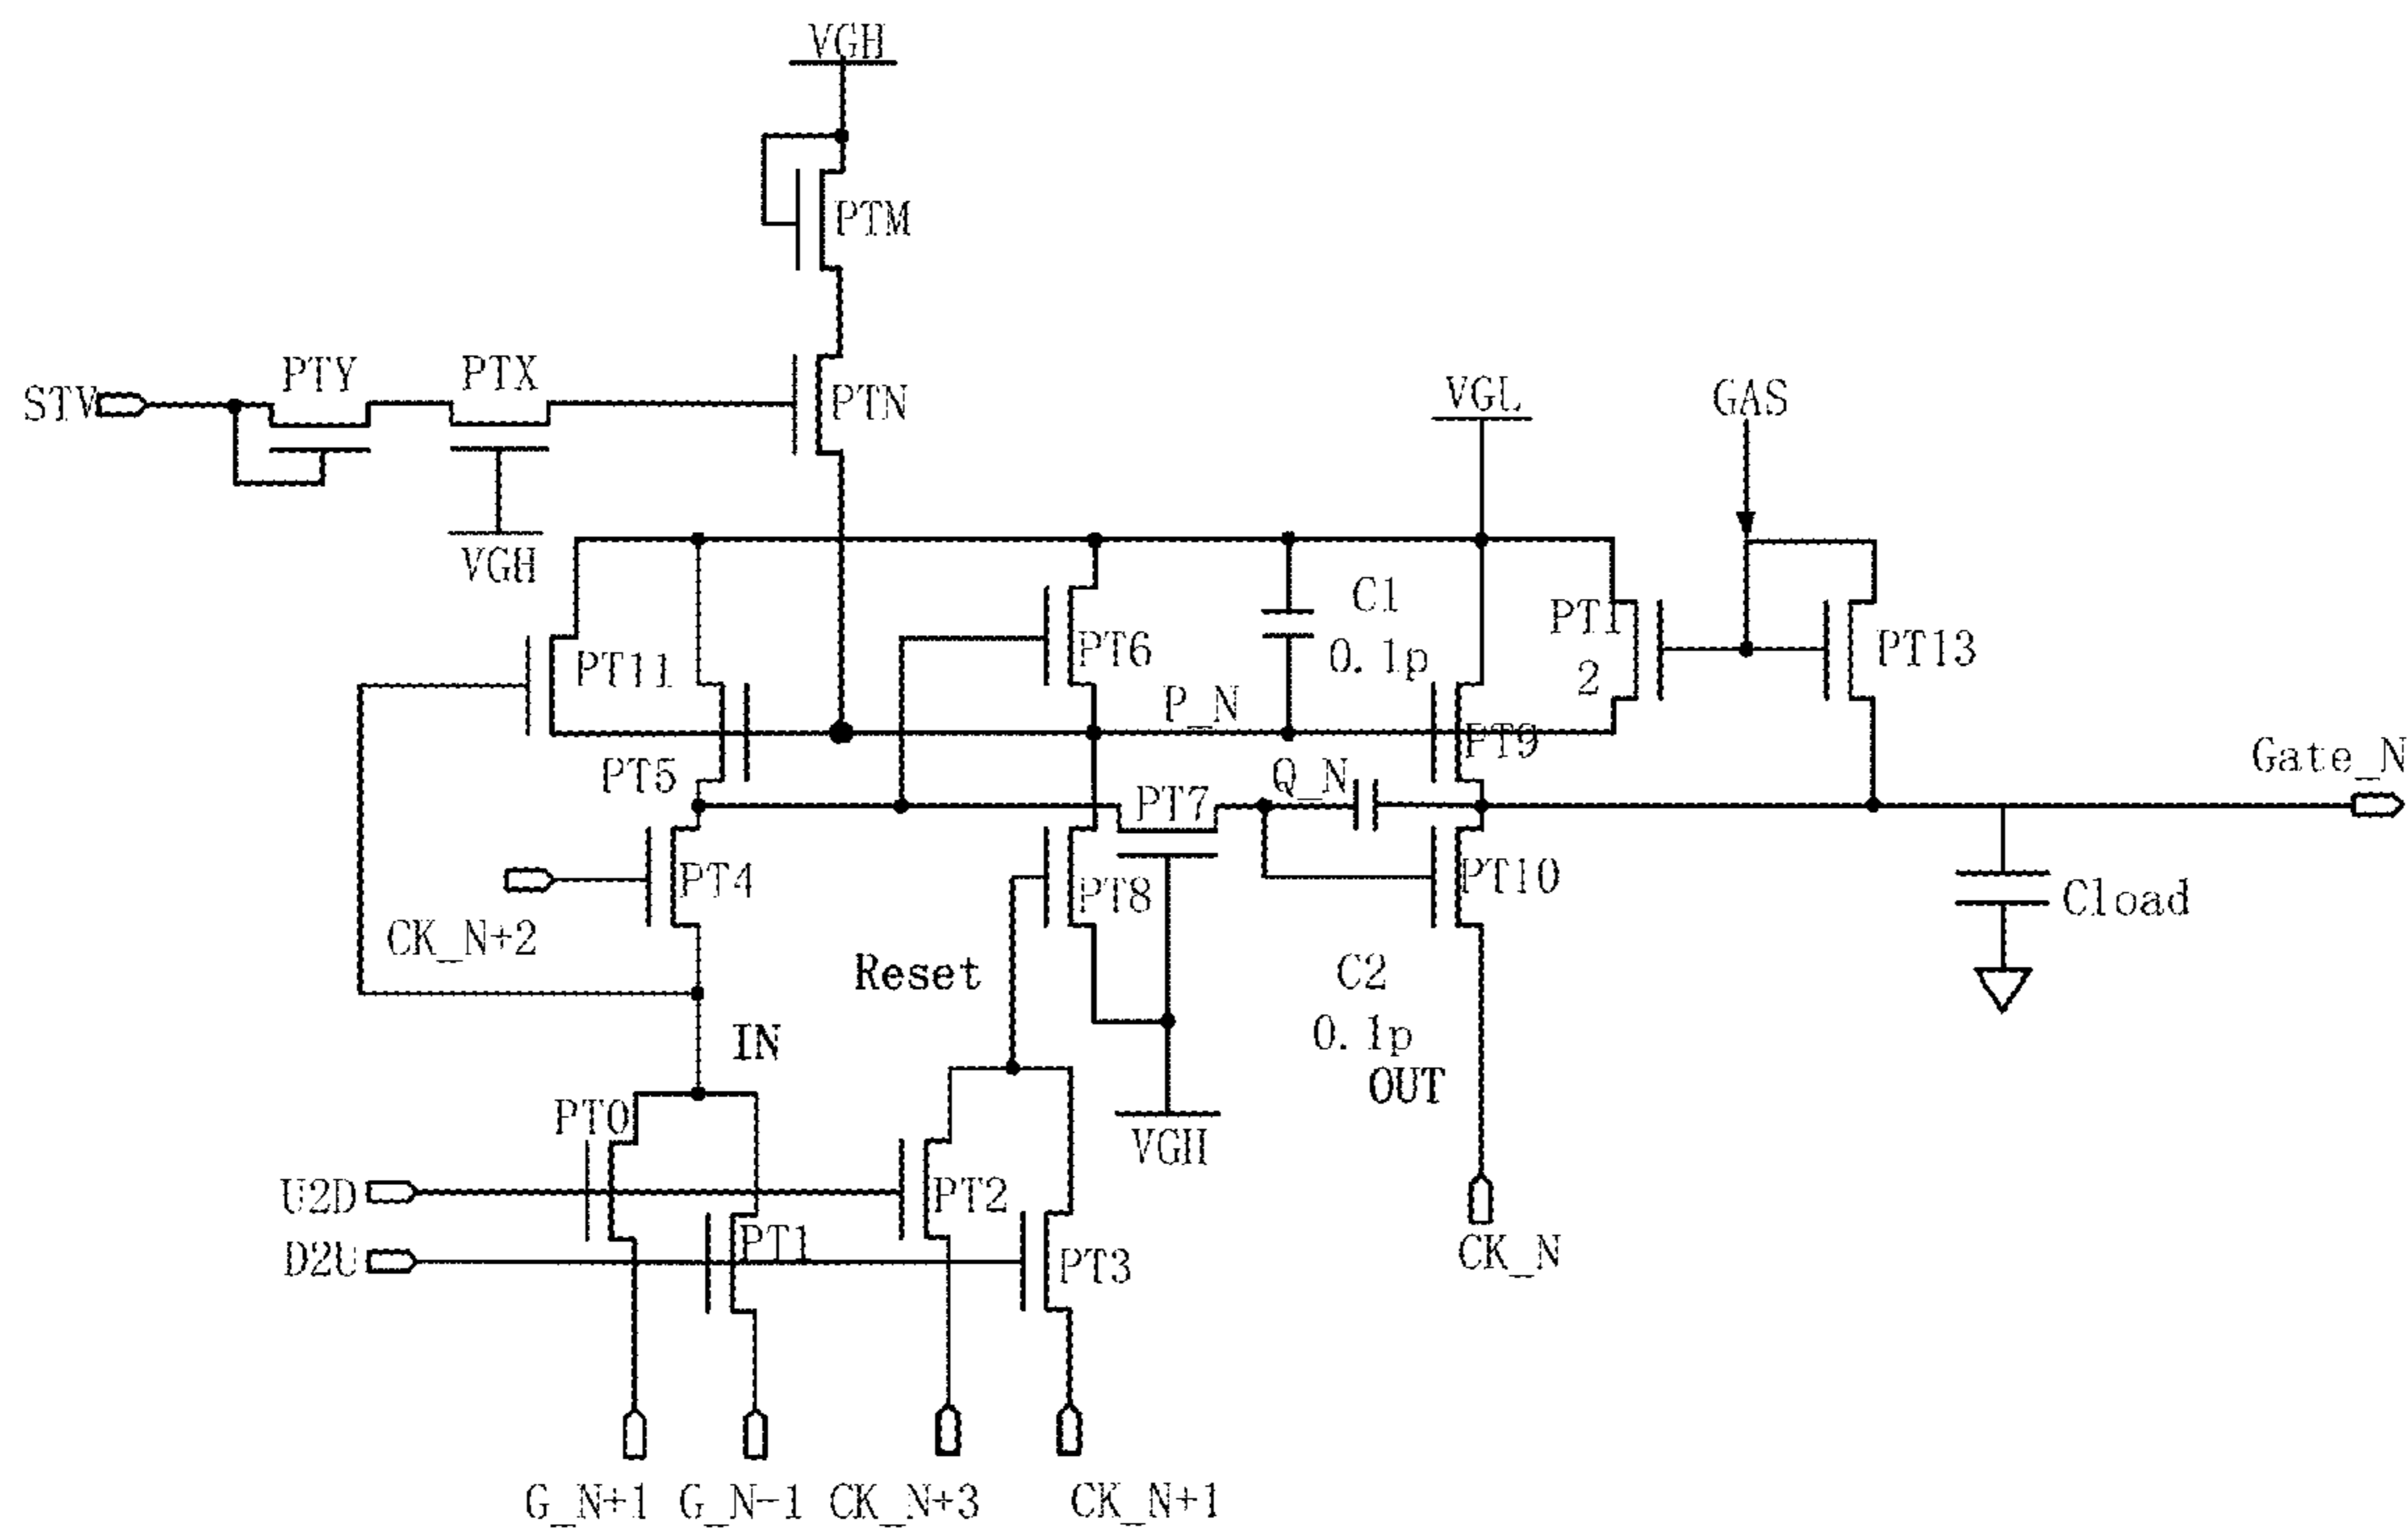 VGH
PTM
PTY
PTX
STV
PTN
VGL
GAS
VGH
C1
PT11
PT6
0.1p
PT1
2
PT13
P_N
PT5
PT9
Gate_N
Q_N
PT7
PT4
PT8
PT10
Cload
CK_N+2
Reset
C2
IN
0.1p
OUT
PT0
VGH
U2D
PT2
D2U
PT1
PT3
CK_N
G_N+1
G_N-1
CK_N+3
CK_N+1